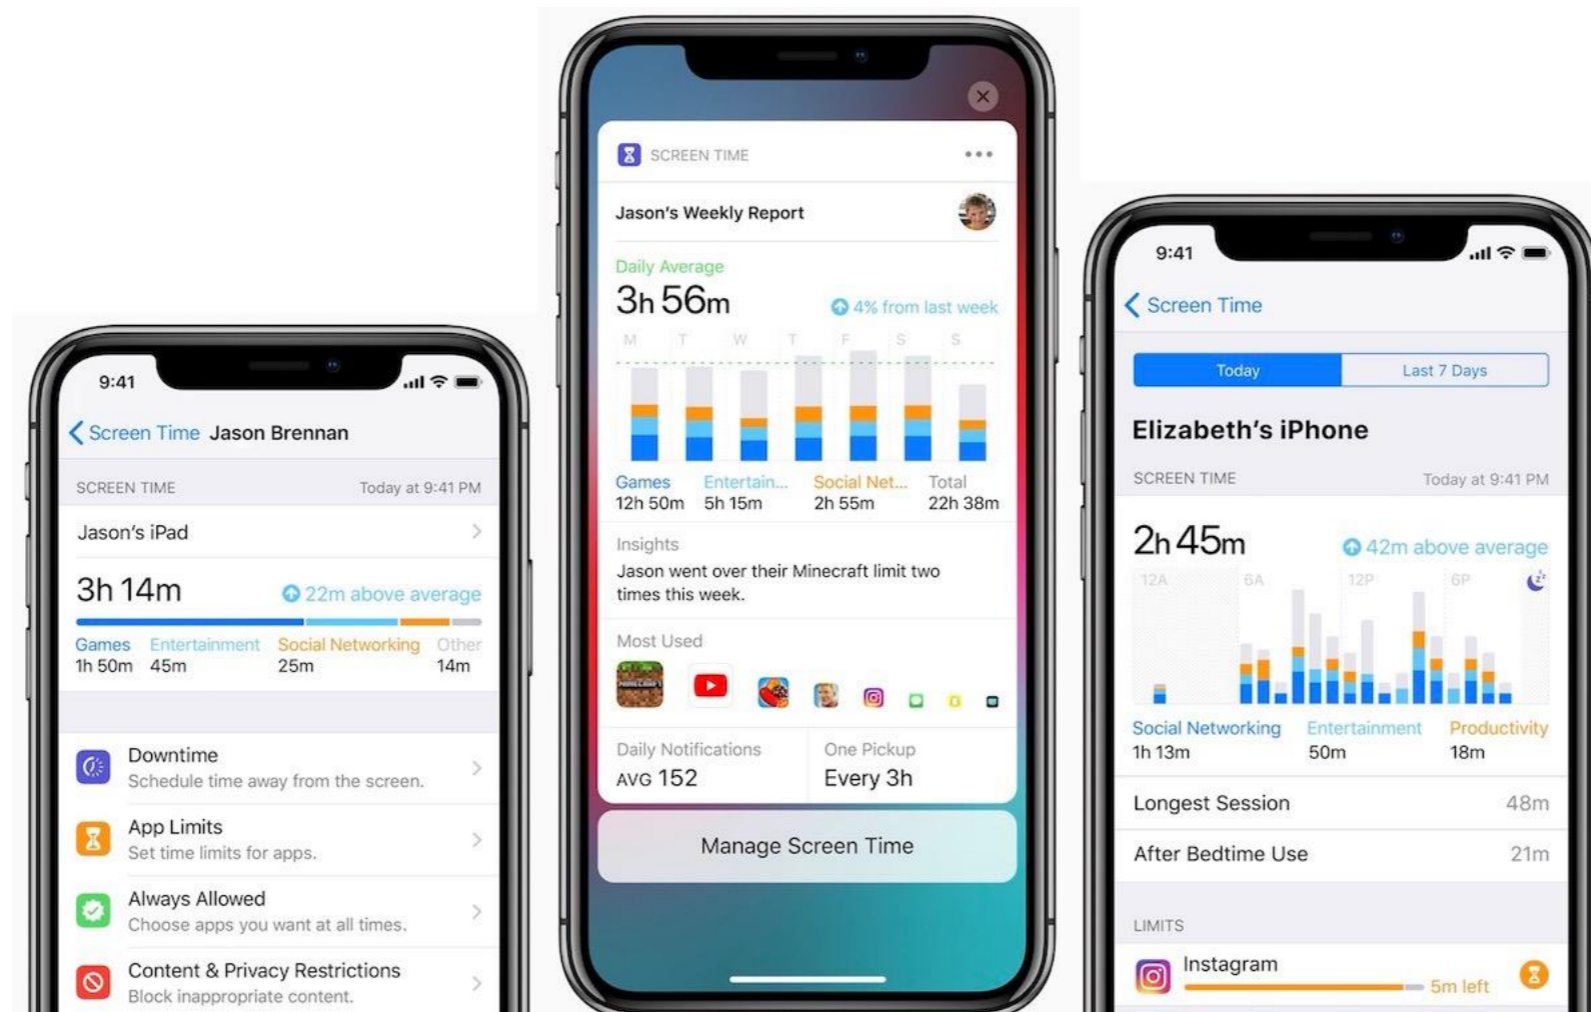 9:41
Screen Time Jason Brennan
SCREEN TIME Today at 9:41 PM
Jason's iPad
3h 14m 22m above average
Games Entertainment Social Networking Other
1h 50m 45m 25m 14m
Downtime
Schedule time away from the screen.
App Limits
Set time limits for apps.
Always Allowed
Choose apps you want at all times.
Content & Privacy Restrictions
Block inappropriate content.
SCREEN TIME
Jason's Weekly Report
Daily Average
3h 56m 4% from last week
M T W T F S S
Games Entertain... Social Net... Total
12h 50m 5h 15m 2h 55m 22h 38m
Insights
Jason went over their Minecraft limit two
times this week.
Most Used
MINECRAFT
Daily Notifications One Pickup
AVG 152 Every 3h
Manage Screen Time
9:41
Screen Time
Today Last 7 Days
Elizabeth's iPhone
SCREEN TIME Today at 9:41 PM
2h 45m 42m above average
12A 6A 12P 6P
Social Networking Entertainment Productivity
1h 13m 50m 18m
Longest Session 48m
After Bedtime Use 21m
LIMITS
Instagram
5m left